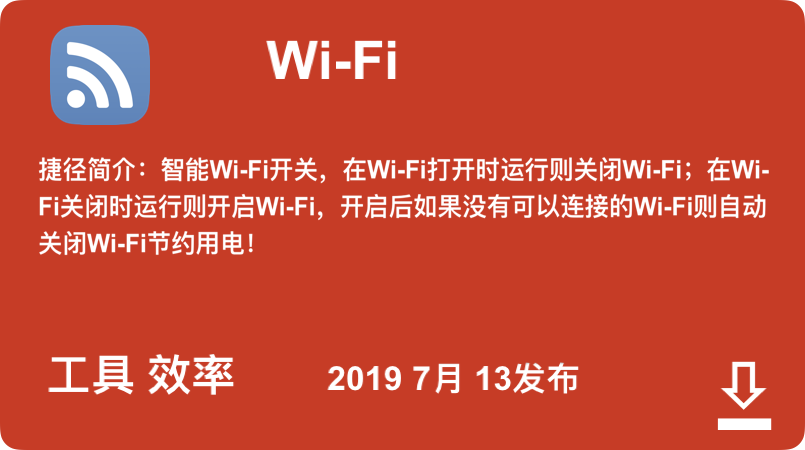 Wi-Fi
捷径简介：智能Wi-Fi开关，在Wi-Fi打开时运行则关闭Wi-Fi；在Wi-
Fi关闭时运行则开启Wi-Fi，开启后如果没有可以连接的Wi-Fi则自动
关闭Wi-Fi节约用电！
工具 效率 2019 7月 13发布